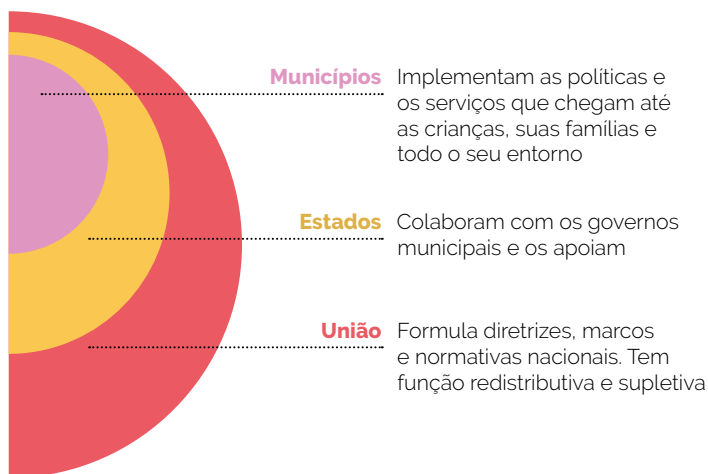 Municípios
Implementam as políticas e
os serviços que chegam até
as crianças, suas famílias e
todo o seu entorno
Estados
Colaboram com os governos
municipais e os apoiam
União
Formula diretrizes, marcos
e normativas nacionais. Tem
função redistributiva e supletiva